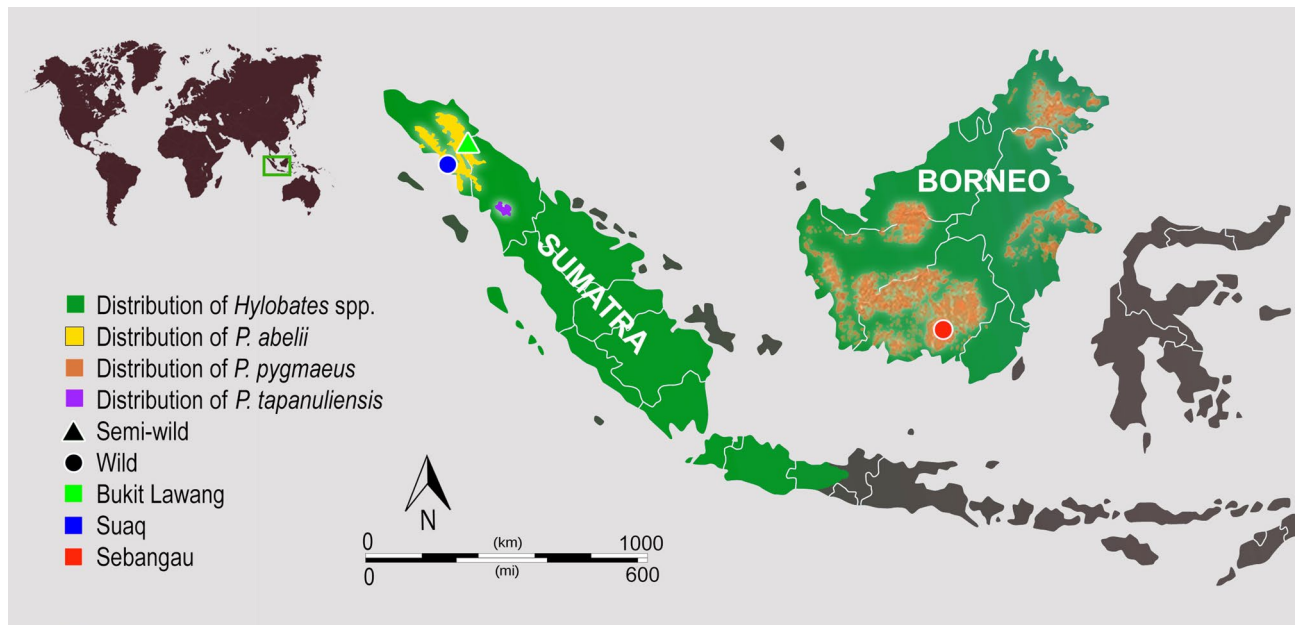 Distribution of Hylobates spp.
Distribution of P. abelii
Distribution of P. pygmaeus
Distribution of P. tapanuliensis
Semi-wild
Wild
Bukit Lawang
Suaq
Sebangau
SUMATRA
BORNEO
N
0 (km) 1000
0 (mi) 600